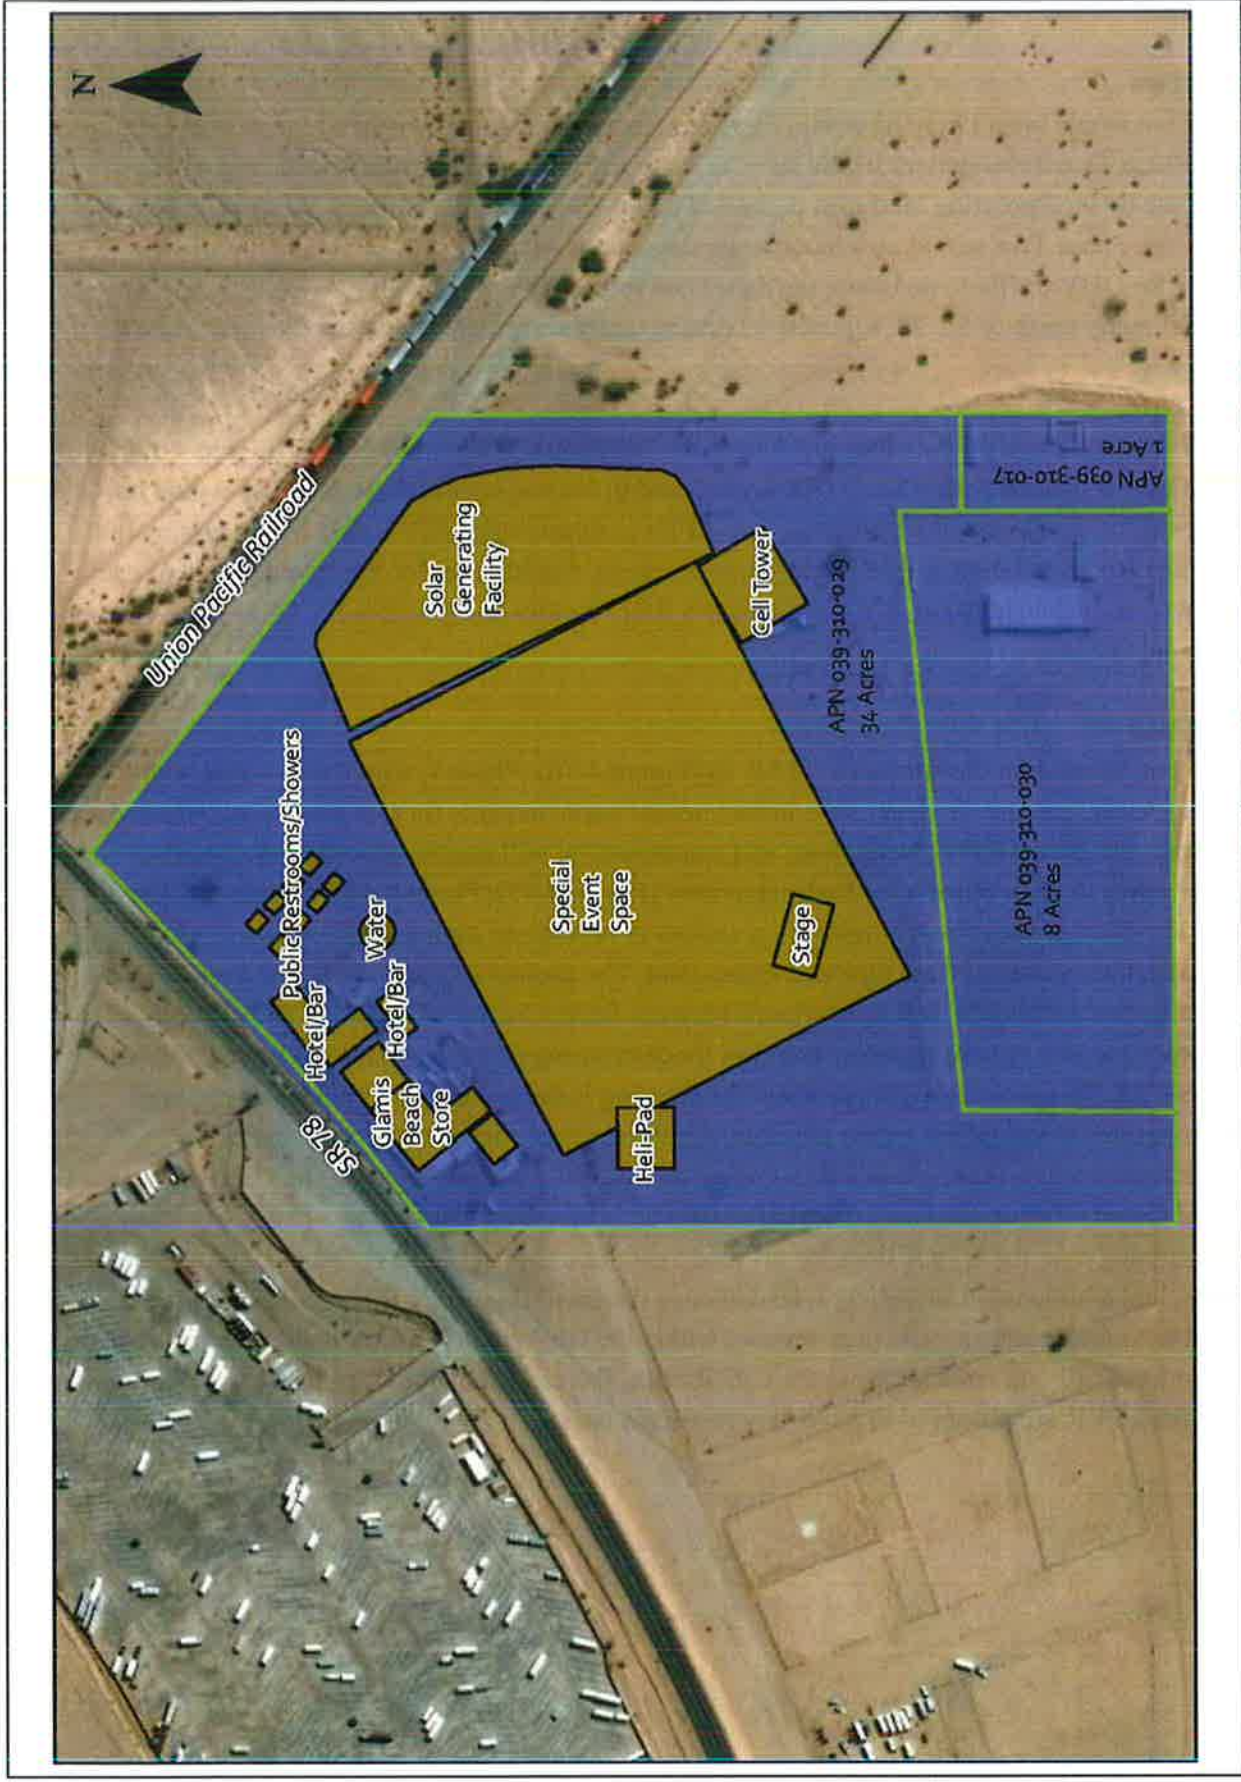 N
Union Pacific Railroad
SR 78
Public Restrooms/Showers
Hotel/Bar
Water
Hotel/Bar
Glamis
Beach
Store
Solar
Generating
Facility
Special
Event
Space
Stage
Heli-Pad
Cell Tower
APN 039-310-029
34 Acres
APN 039-310-030
8 Acres
APN 039-310-017
1 Acre